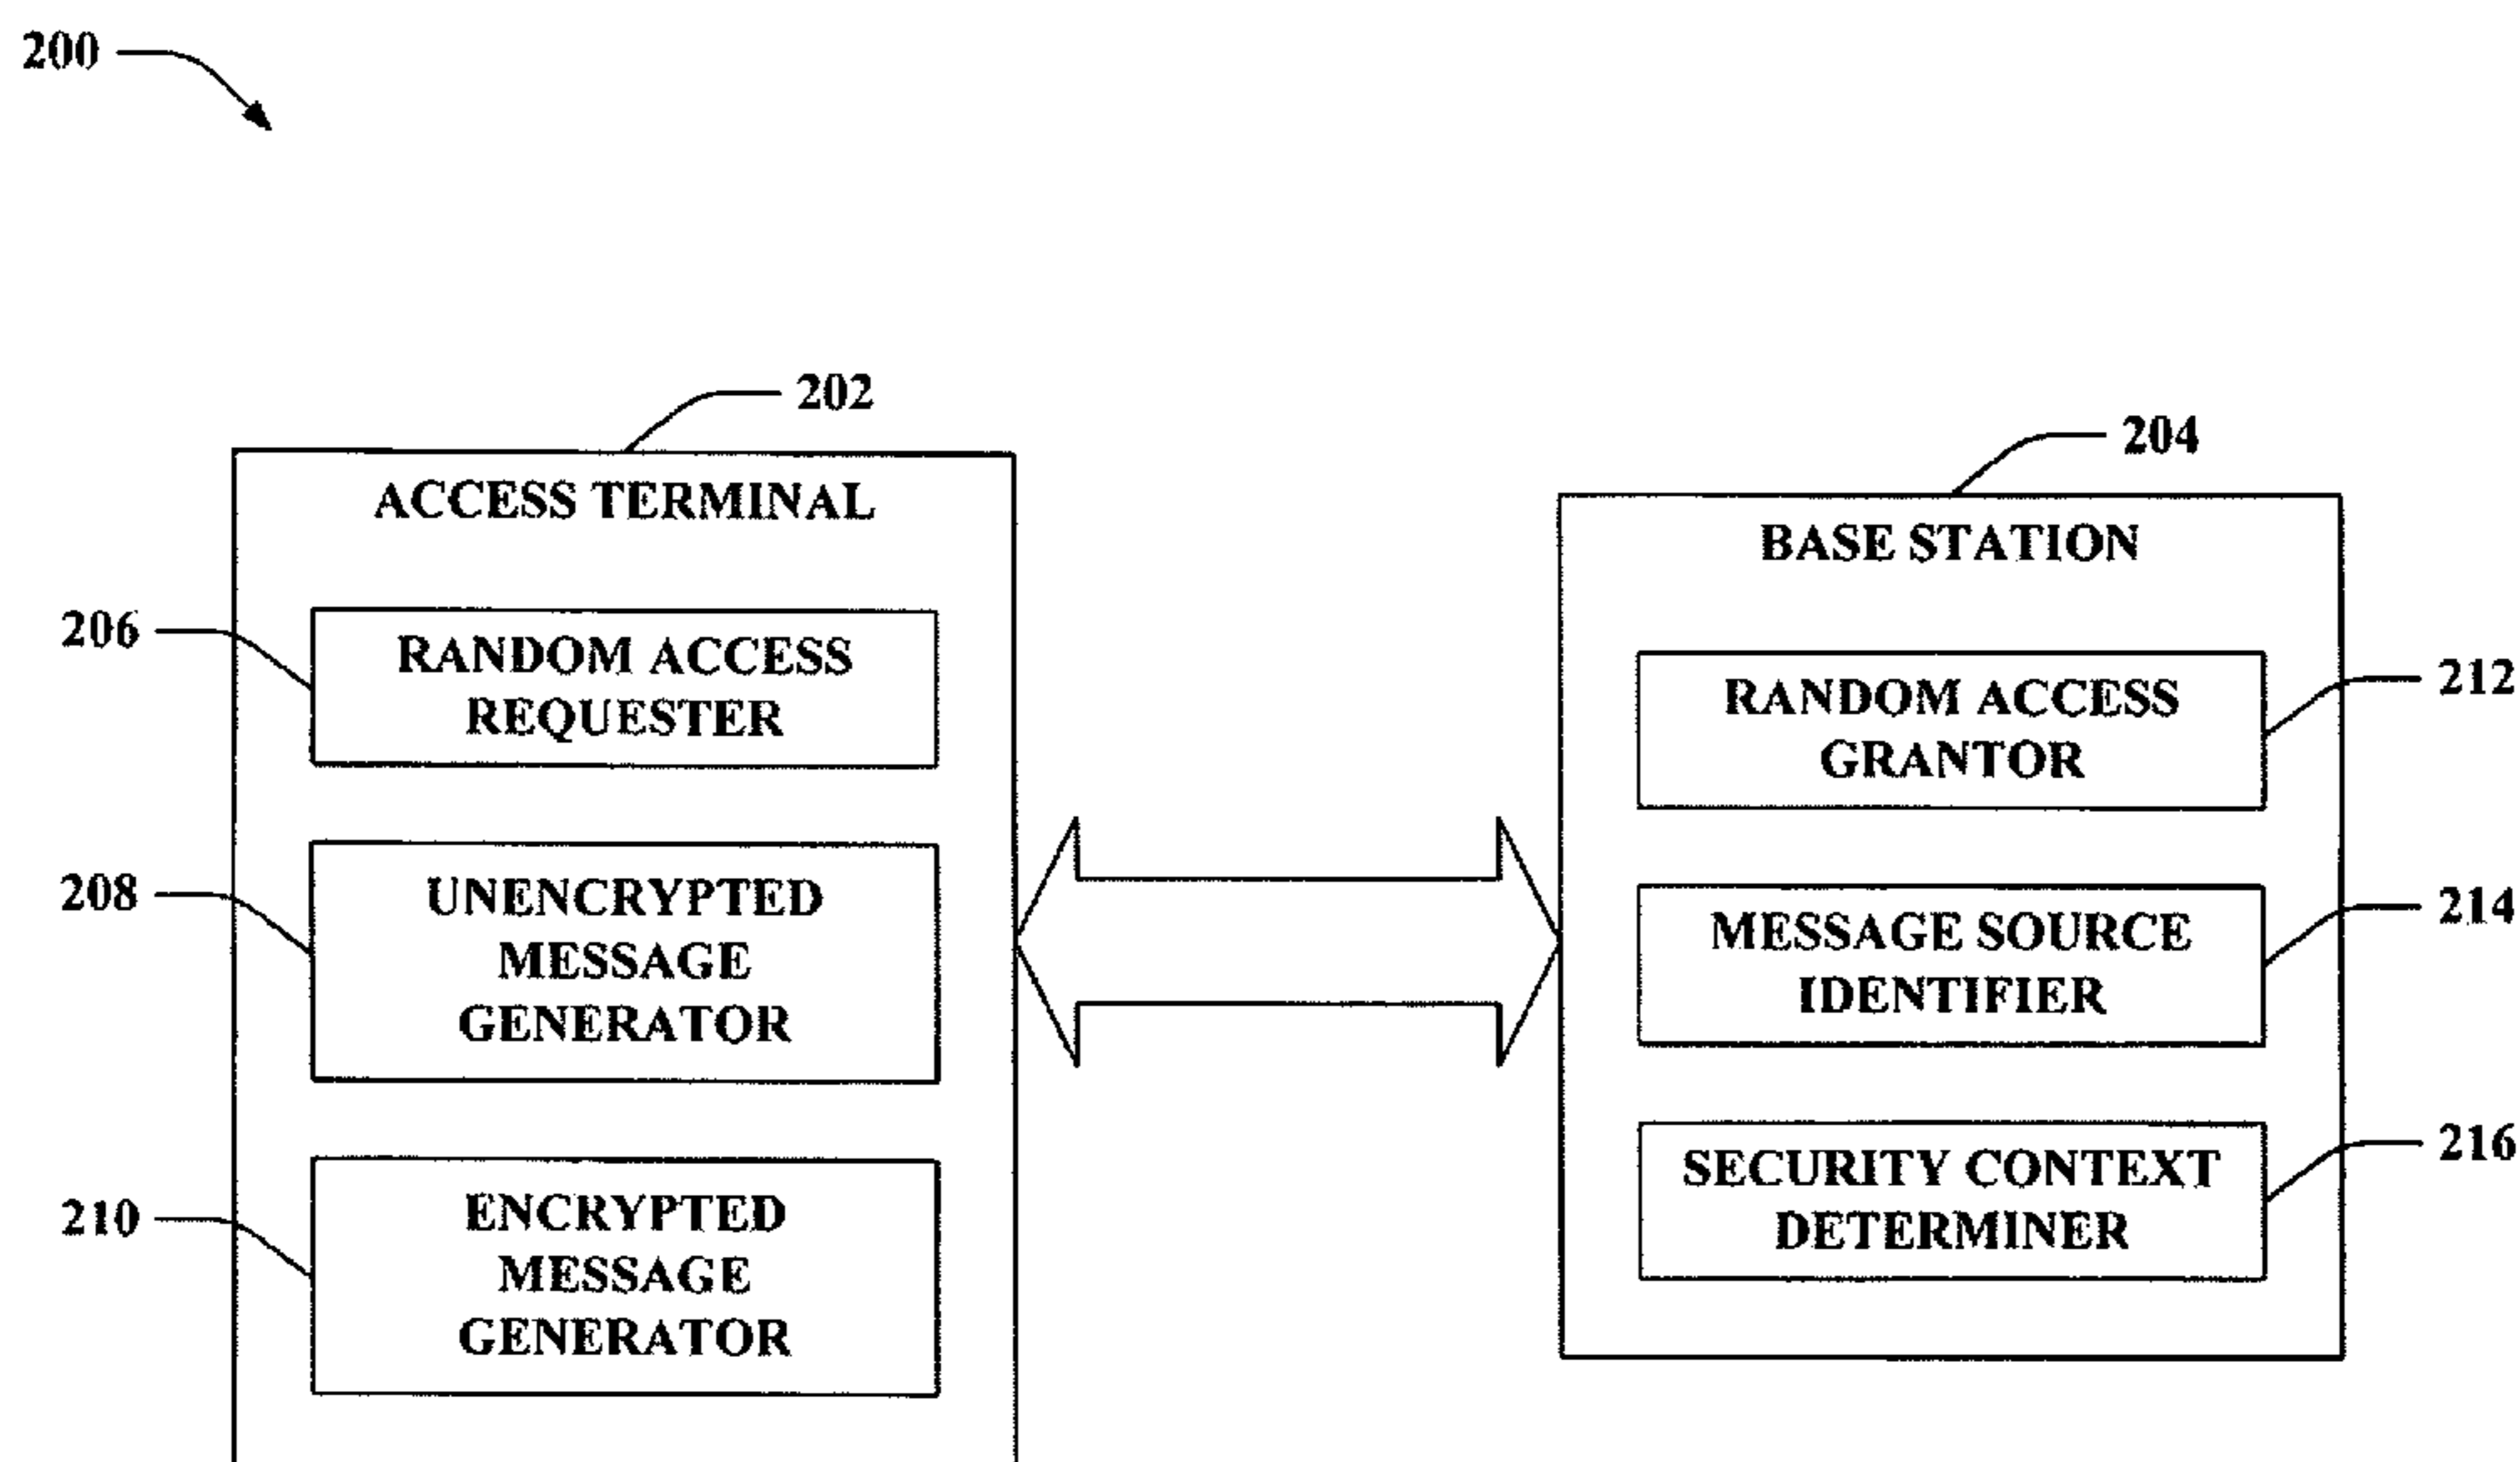 200
202
ACCESS TERMINAL
206
RANDOM ACCESS
REQUESTER
208
UNENCRYPTED
MESSAGE
GENERATOR
210
ENCRYPTED
MESSAGE
GENERATOR
204
BASE STATION
RANDOM ACCESS
GRANTOR
212
MESSAGE SOURCE
IDENTIFIER
214
SECURITY CONTEXT
DETERMINER
216